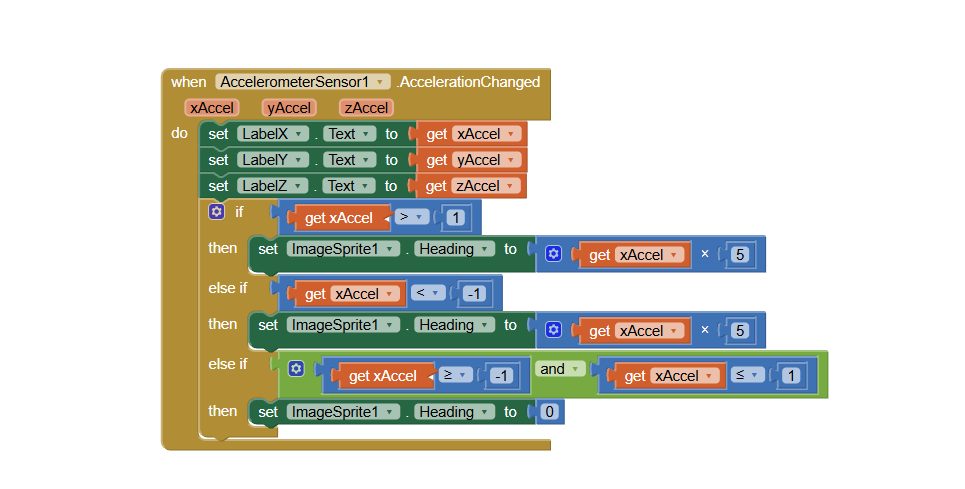 when AccelerometerSensor1 .AccelerationChanged
xAccel yAccel zAccel
do set LabelX . Text to get xAccel
set LabelY . Text to get yAccel
set LabelZ . Text to get zAccel
if get xAccel > 1
then set ImageSprite1 . Heading to get xAccel × 5
else if get xAccel < -1
then set ImageSprite1 . Heading to get xAccel × 5
else if get xAccel ≥ -1 and get xAccel ≤ 1
then set ImageSprite1 . Heading to 0